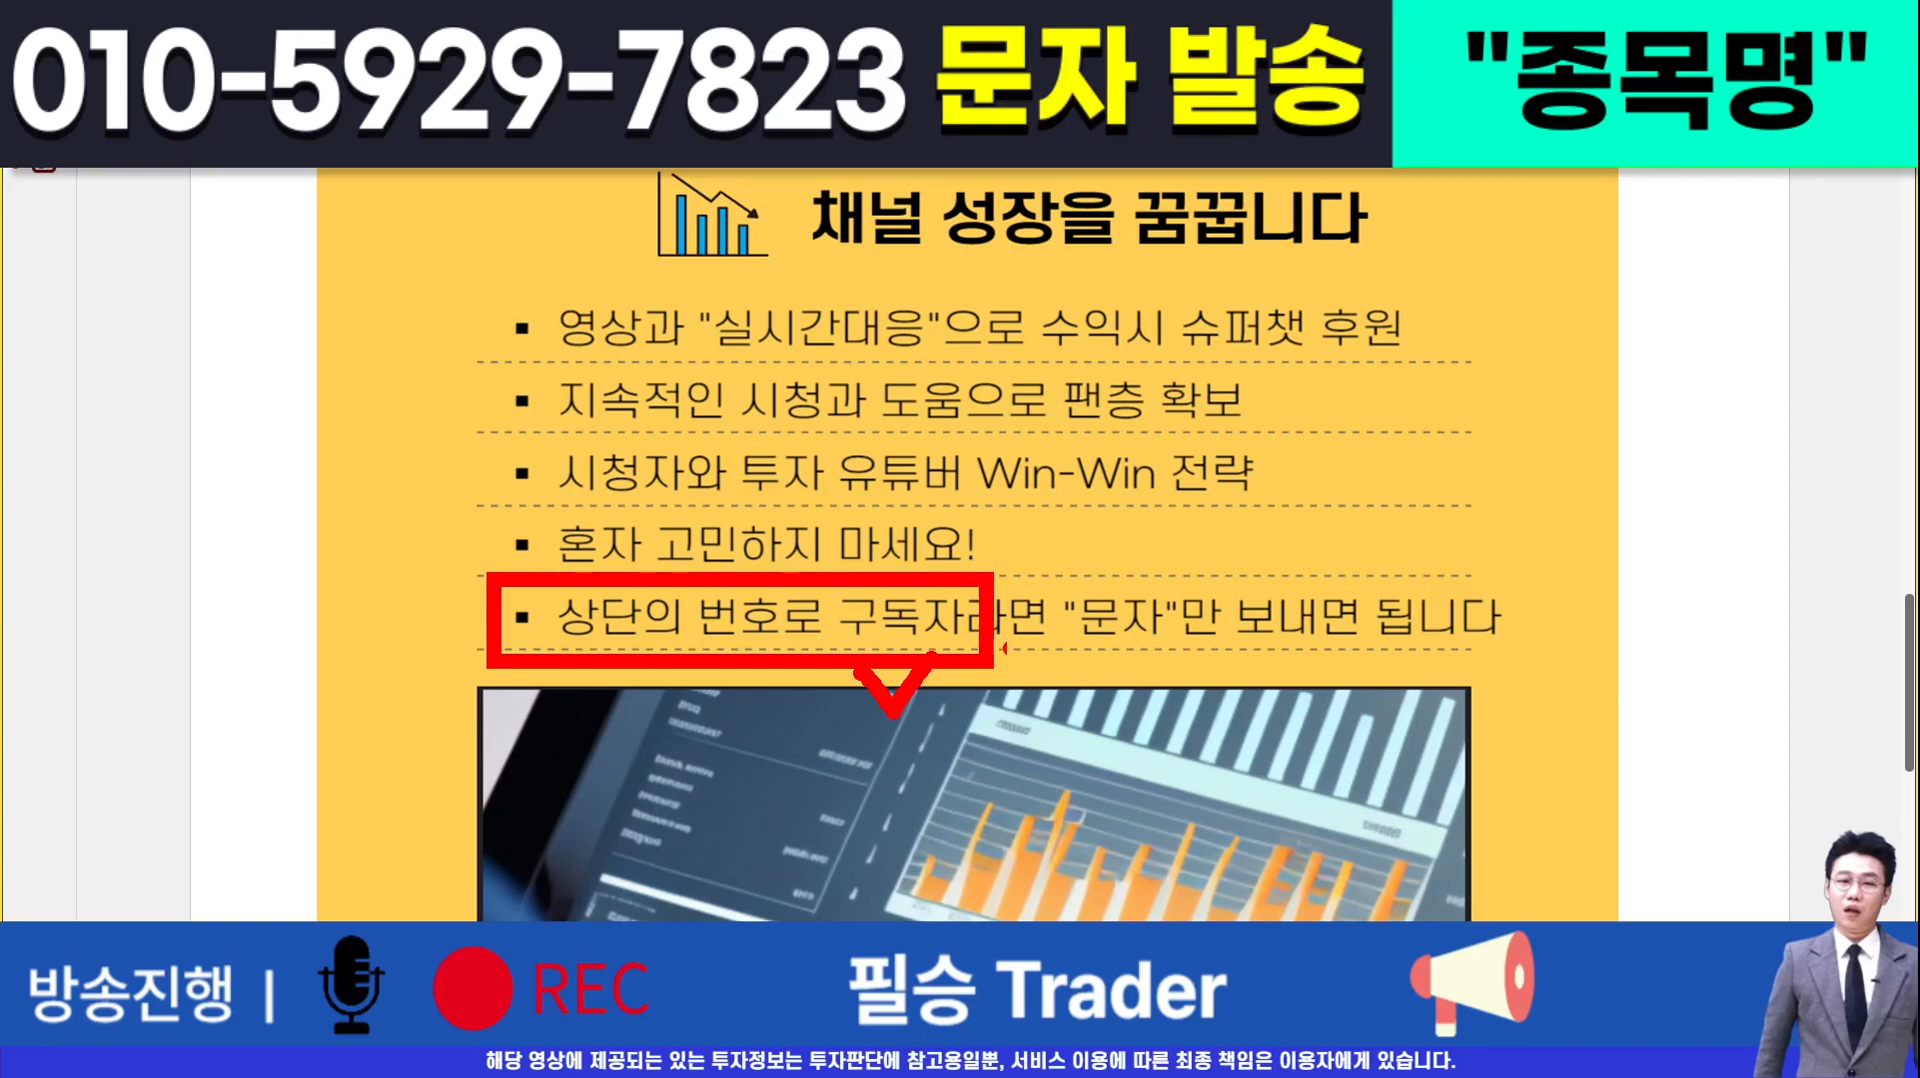 010-5929-7823 문자 발송 "종목명"
채널 성장을 꿈꿉니다
▪ 영상과 "실시간대응"으로 수익시 슈퍼챗 후원
▪ 지속적인 시청과 도움으로 팬층 확보
▪ 시청자와 투자 유튜버 Win-Win 전략
▪ 혼자 고민하지 마세요!
▪ 상단의 번호로 구독자라면 "문자"만 보내면 됩니다
방송진행 | REC 필승 Trader
해당 영상에 제공되는 있는 투자정보는 투자판단에 참고용일뿐, 서비스 이용에 따른 최종 책임은 이용자에게 있습니다.